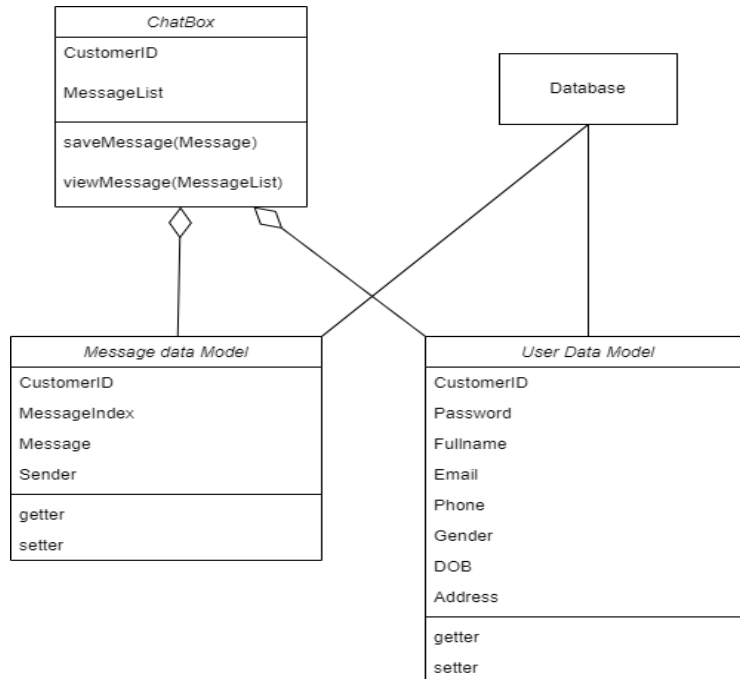 ChatBox
CustomerID
MessageList
saveMessage(Message)
viewMessage(MessageList)
Database
Message data Model
CustomerID
MessageIndex
Message
Sender
getter
setter
User Data Model
CustomerID
Password
Fullname
Email
Phone
Gender
DOB
Address
getter
setter